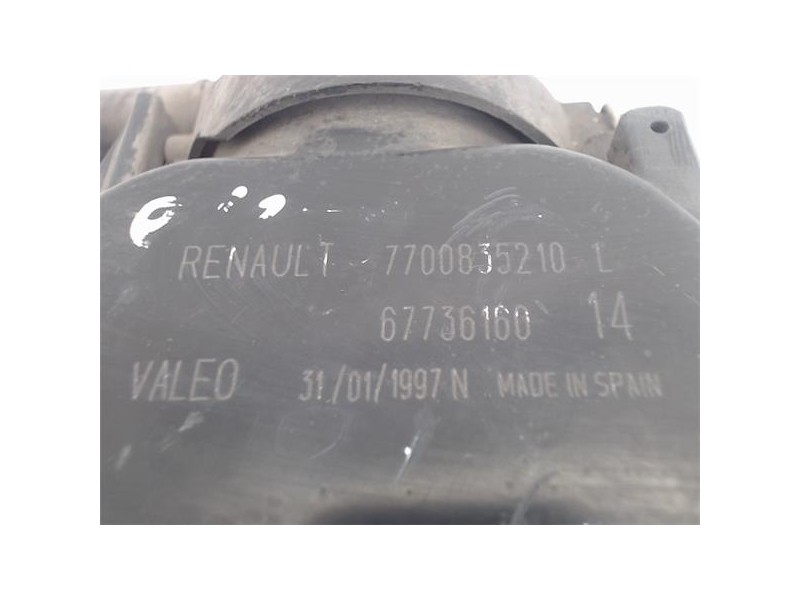 RENAULT 7700835210 L
67736160 14
VALEO 31/01/1997 N MADE IN SPAIN